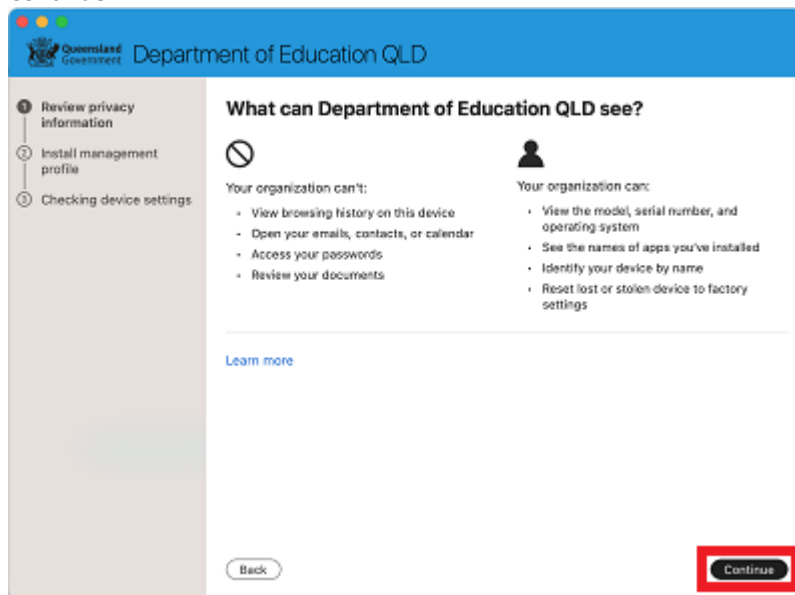 Queensland
Government
Department of Education QLD
1 Review privacy
information
2 Install management
profile
3 Checking device settings
What can Department of Education QLD see?
Your organization can't:
• View browsing history on this device
• Open your emails, contacts, or calendar
• Access your passwords
• Review your documents
Your organization can:
• View the model, serial number, and
operating system
• See the names of apps you've installed
• Identify your device by name
• Reset lost or stolen device to factory
settings
Learn more
Back
Continue